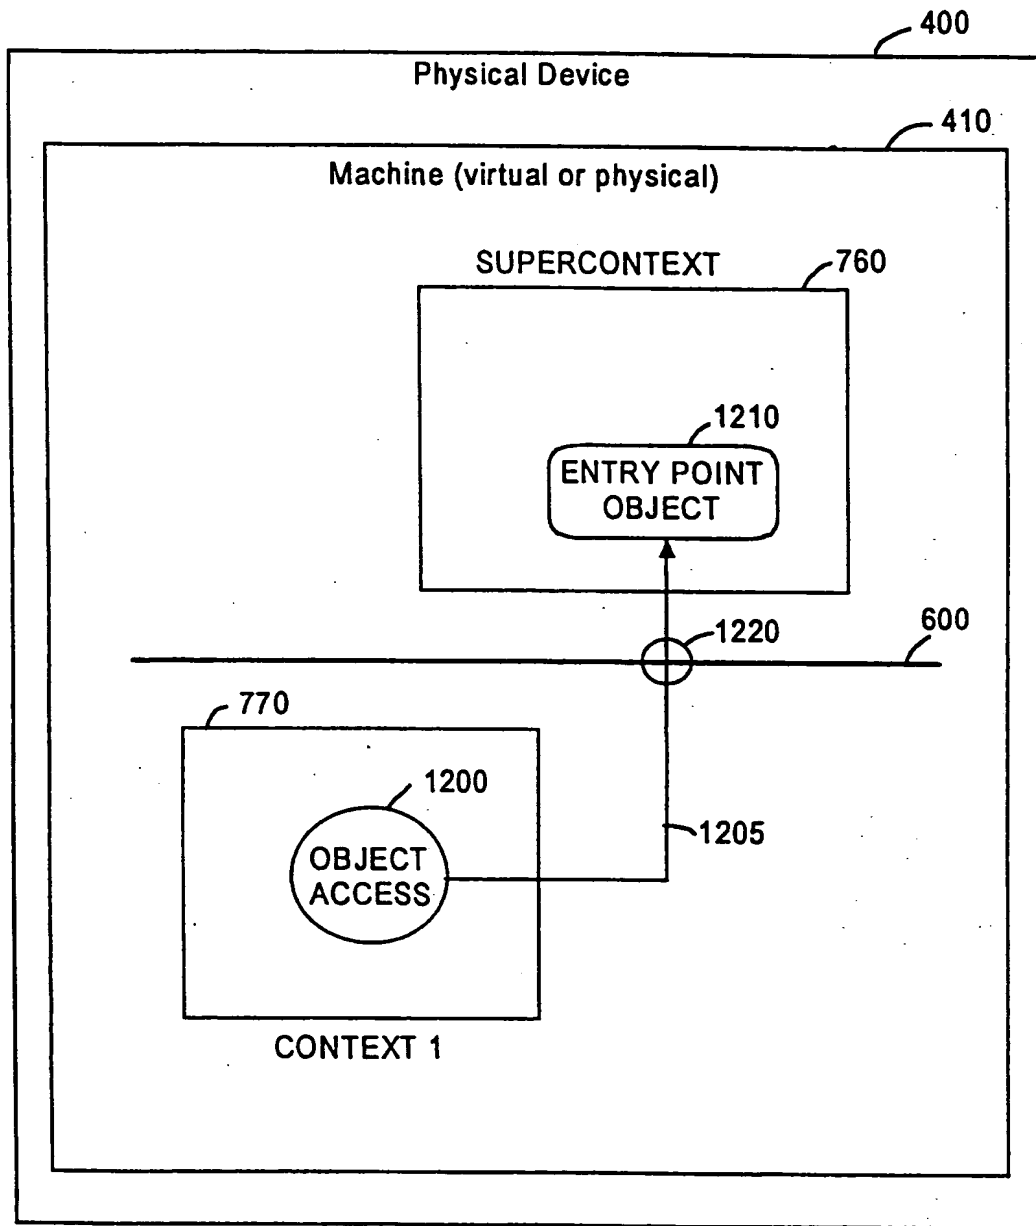 400
Physical Device
410
Machine (virtual or physical)
SUPERCONTEXT
760
1210
ENTRY POINT
OBJECT
1220
600
770
1200
1205
OBJECT
ACCESS
CONTEXT 1